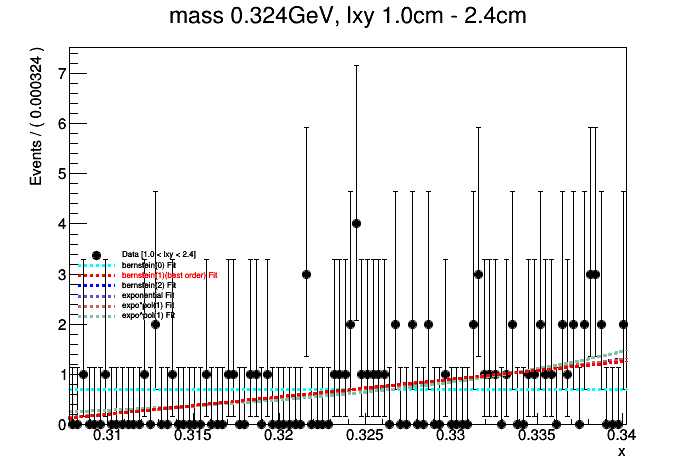 mass 0.324GeV, lxy 1.0cm - 2.4cm
Events / ( 0.000324 )
7
6
5
4
3
2
1
0
Data [1.0 < lxy < 2.4]
bernstein(0) Fit
bernstein(1)(best order) Fit
bernstein(2) Fit
exponential Fit
expo*pol(1) Fit
expo^pol(1) Fit
0.31 0.315 0.32 0.325 0.33 0.335 0.34
x